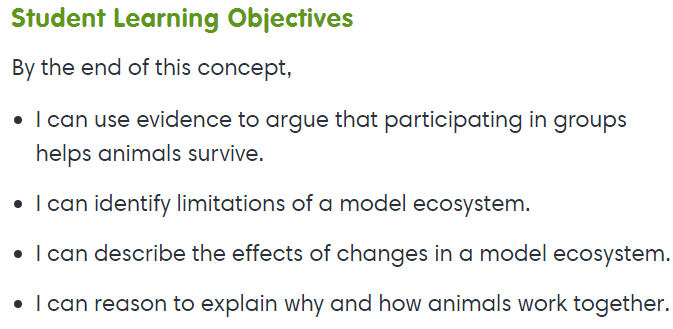 Student Learning Objectives
By the end of this concept,
• I can use evidence to argue that participating in groups
helps animals survive.
• I can identify limitations of a model ecosystem.
• I can describe the effects of changes in a model ecosystem.
• I can reason to explain why and how animals work together.